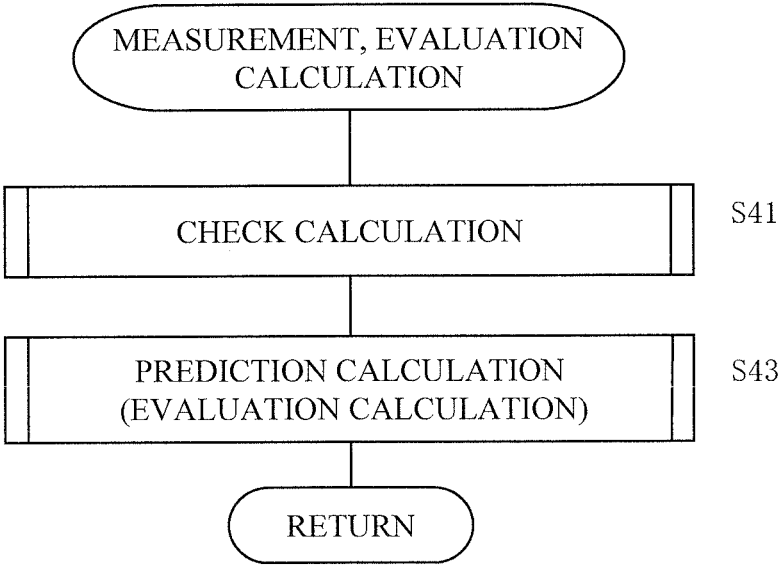 MEASUREMENT, EVALUATION
CALCULATION
CHECK CALCULATION
S41
PREDICTION CALCULATION
(EVALUATION CALCULATION)
S43
RETURN